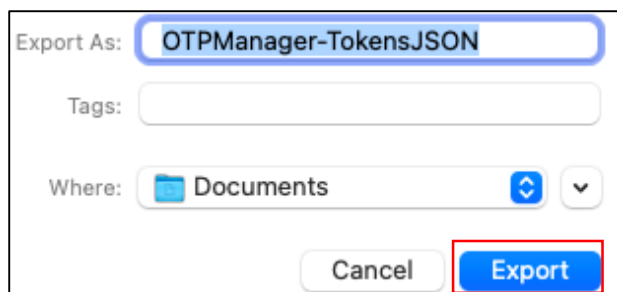 Export As: OTPManager-TokensJSON
Tags:
Where: Documents
Cancel Export